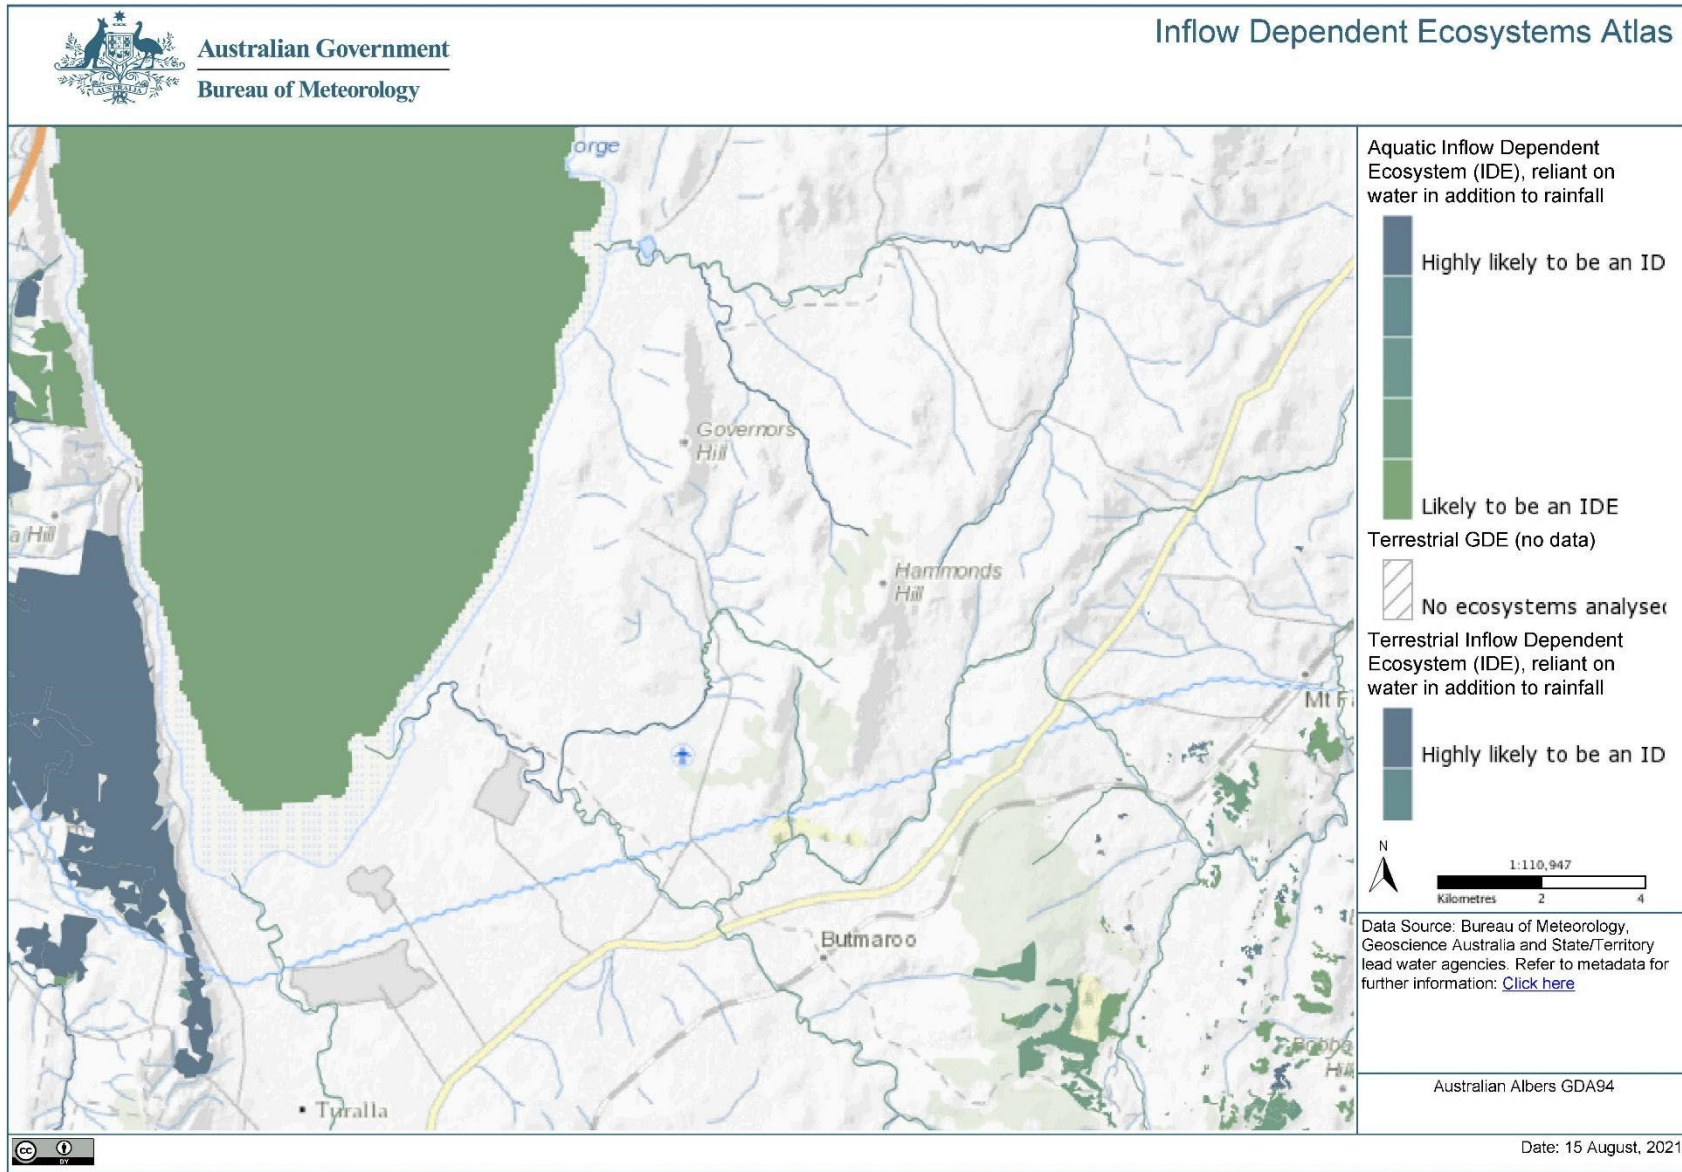 Australian Government
Bureau of Meteorology
Inflow Dependent Ecosystems Atlas
orge
Governors
Hill
a Hill
Hammonds
Hill
Mt F
Butmaroo
Turalla
Hill
Aquatic Inflow Dependent
Ecosystem (IDE), reliant on
water in addition to rainfall
Highly likely to be an ID
Likely to be an IDE
Terrestrial GDE (no data)
No ecosystems analysed
Terrestrial Inflow Dependent
Ecosystem (IDE), reliant on
water in addition to rainfall
Highly likely to be an ID
N
1:110,947
Kilometres 2 4
Data Source: Bureau of Meteorology,
Geoscience Australia and State/Territory
lead water agencies. Refer to metadata for
further information: Click here
Australian Albers GDA94
cc BY
Date: 15 August, 2021